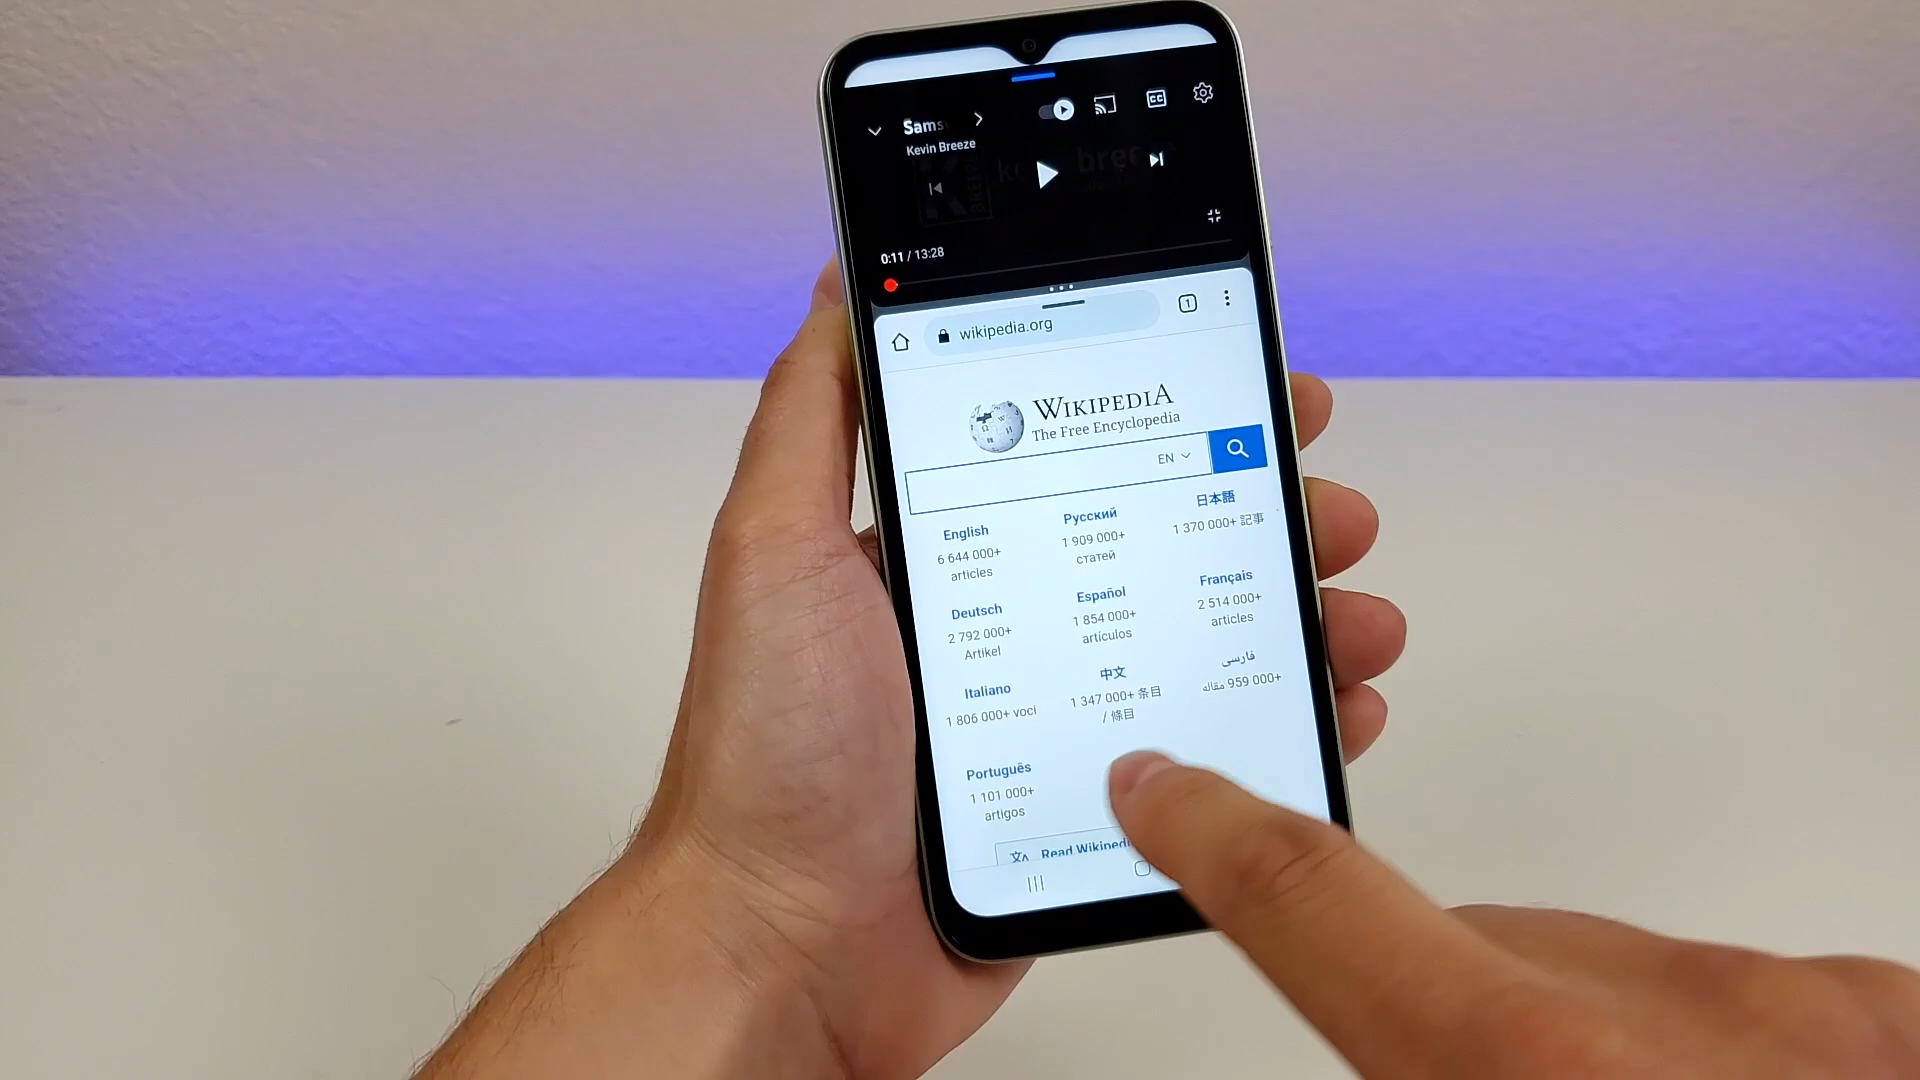 Sams
Kevin Breeze
CC
0:11 / 13:28
wikipedia.org
1
WIKIPEDIA
The Free Encyclopedia
EN
English
6 644 000+
articles
Русский
1 909 000+
статей
日本語
1 370 000+ 記事
Deutsch
2 792 000+
Artikel
Español
1 854 000+
artículos
Français
2 514 000+
articles
Italiano
1 806 000+ voci
中文
1 347 000+ 条目
/ 條目
فارسی
959 000+ مقاله
Português
1 101 000+
artigos
Read